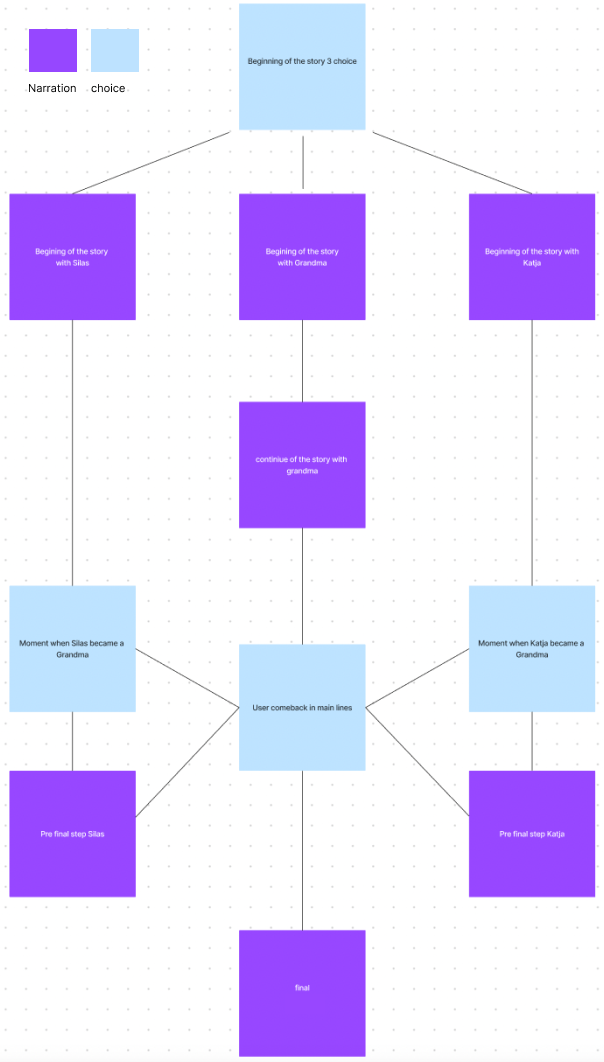 Beginning of the story 3 choice
Narration
choice
Begining of the story
with Silas
Begining of the story
with Grandma
Beginning of the story with
Katja
continiue of the story with
grandma
Moment when Silas became a
Grandma
Moment when Katja became a
Grandma
User comeback in main lines
Pre final step Silas
Pre final step Katja
final